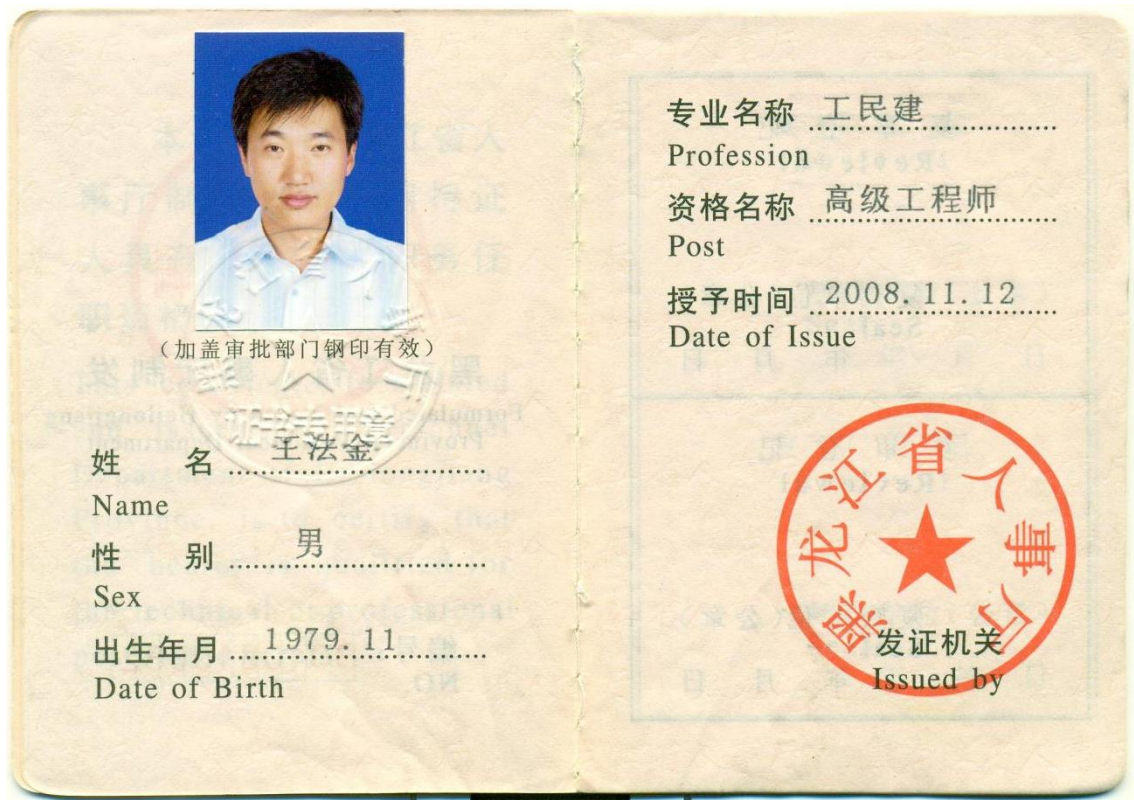 （加盖审批部门钢印有效）
姓 名 王法金
Name
性 别 男
Sex
出生年月 1979.11
Date of Birth
专业名称 工民建
Profession
资格名称 高级工程师
Post
授予时间 2008.11.12
Date of Issue
黑龙江省人事厅
发证机关
Issued by